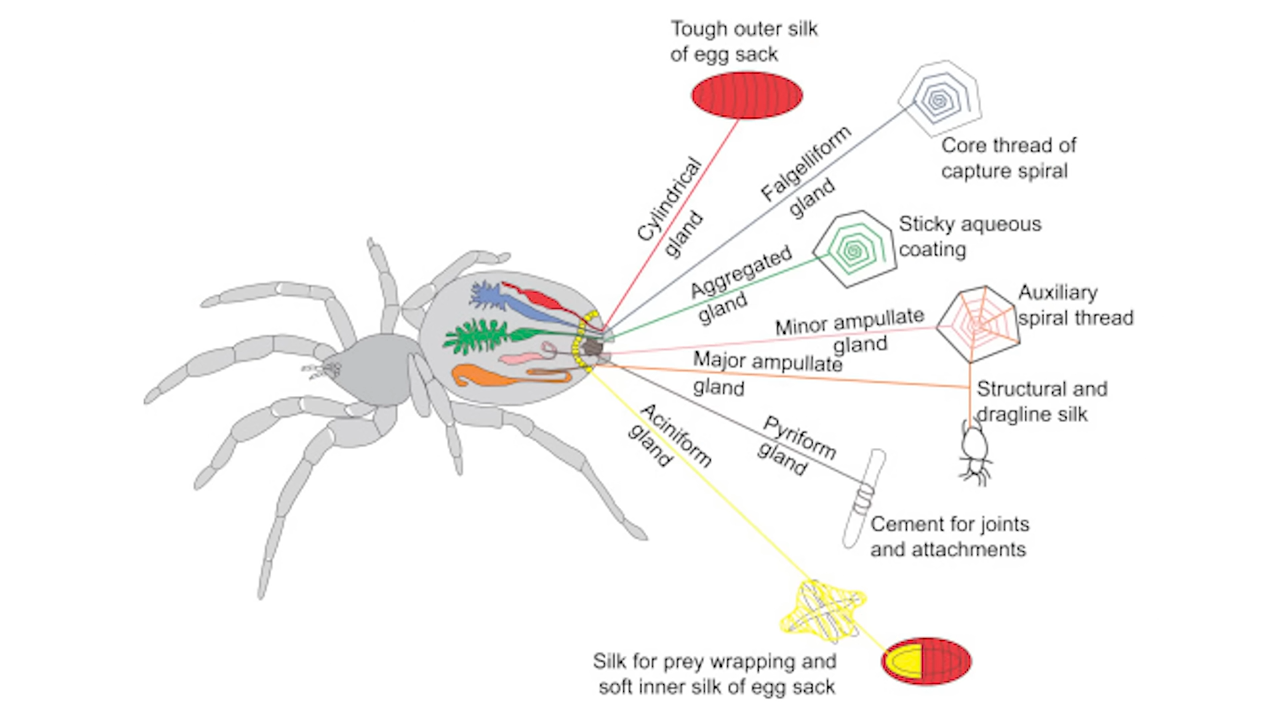 Tough outer silk
of egg sack
Cylindrical
gland
Falgelliform
gland
Core thread of
capture spiral
Aggregated
gland
Sticky aqueous
coating
Minor ampullate
gland
Auxiliary
spiral thread
Major ampullate
gland
Structural and
dragline silk
Pyriform
gland
Cement for joints
and attachments
Aciniform
gland
Silk for prey wrapping and
soft inner silk of egg sack